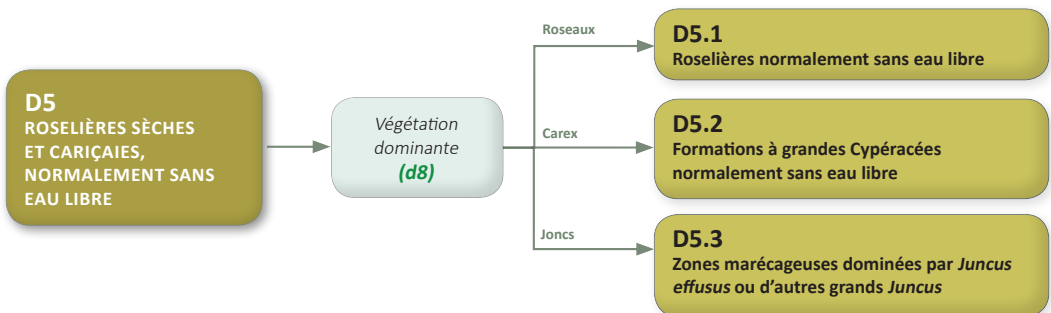 D5
ROSELIÈRES SÈCHES
ET CARIÇAIES,
NORMALEMENT SANS
EAU LIBRE
Végétation
dominante
(d8)
Roseaux
D5.1
Roselières normalement sans eau libre
Carex
D5.2
Formations à grandes Cypéracées
normalement sans eau libre
Joncs
D5.3
Zones marécageuses dominées par Juncus
effusus ou d'autres grands Juncus